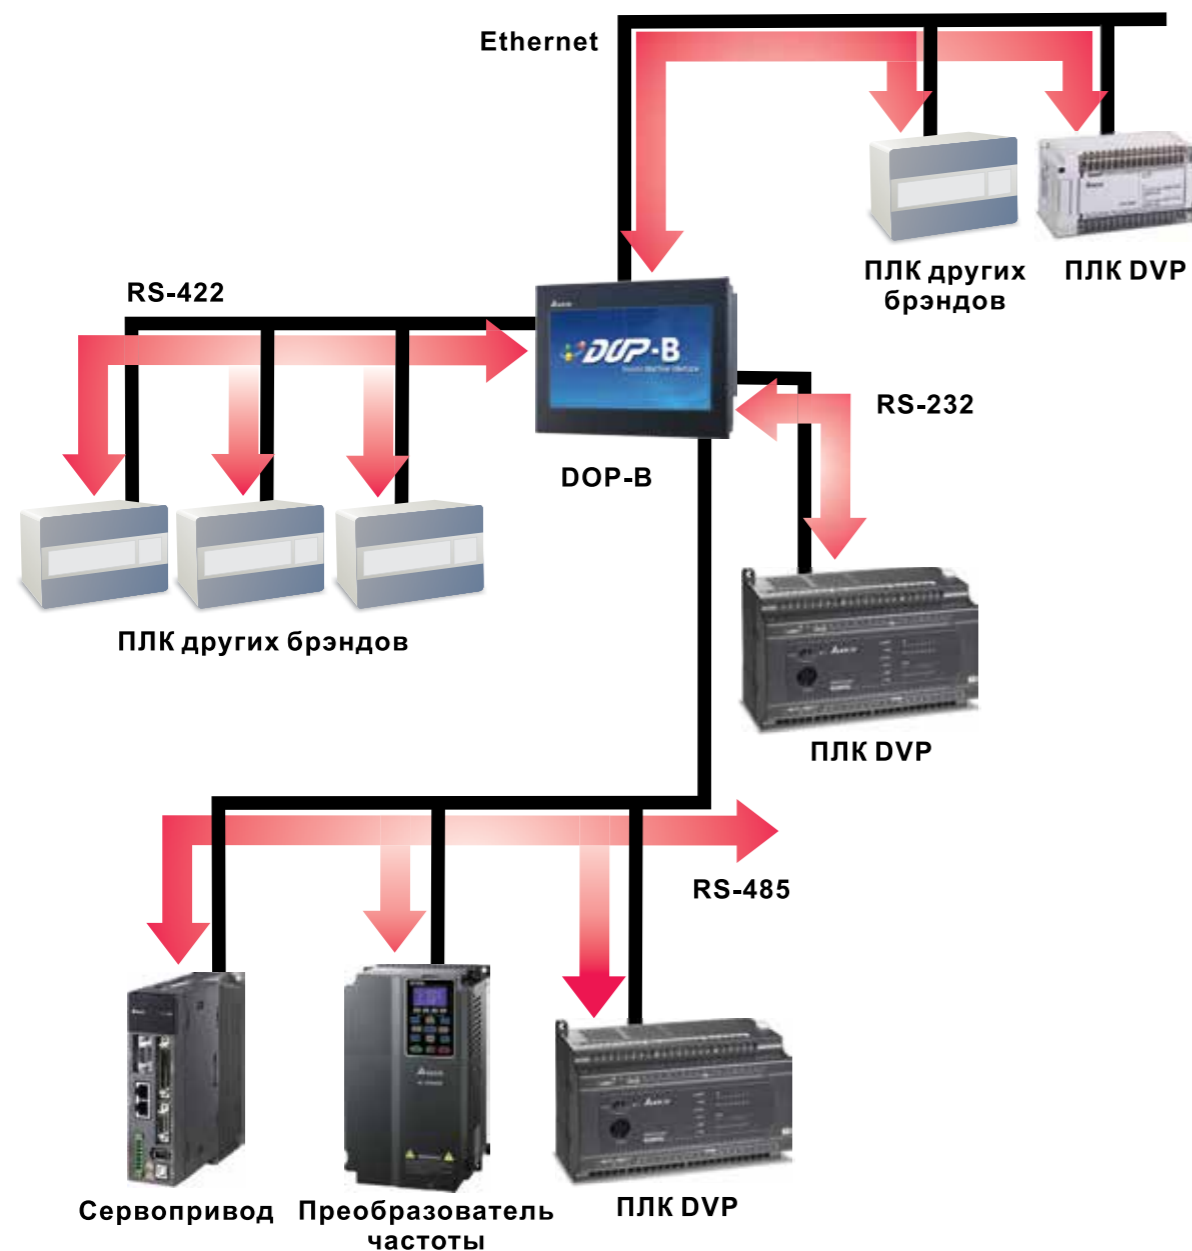 Ethernet
ПЛК других
брэндов
ПЛК DVP
RS-422
DOP-B
RS-232
DOP-B
ПЛК других брэндов
ПЛК DVP
RS-485
Сервопривод
Преобразователь
частоты
ПЛК DVP